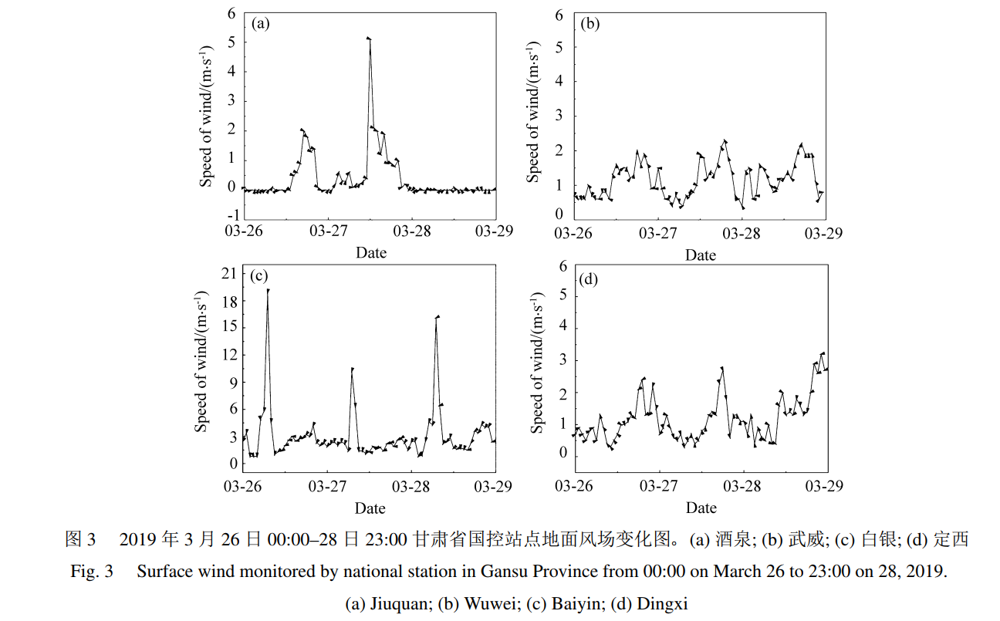 (a)
6
5
4
3
2
1
0
-1
Speed of wind/(m·s-1)
03-26 03-27 03-28 03-29
Date
(b)
6
5
4
3
2
1
0
Speed of wind/(m·s-1)
03-26 03-27 03-28 03-29
Date
(c)
21
18
15
12
9
6
3
0
Speed of wind/(m·s-1)
03-26 03-27 03-28 03-29
Date
(d)
6
5
4
3
2
1
0
Speed of wind/(m·s-1)
03-26 03-27 03-28 03-29
Date
图 3 2019 年 3 月 26 日 00:00–28 日 23:00 甘肃省国控站点地面风场变化图。(a) 酒泉; (b) 武威; (c) 白银; (d) 定西
Fig. 3 Surface wind monitored by national station in Gansu Province from 00:00 on March 26 to 23:00 on 28, 2019.
(a) Jiuquan; (b) Wuwei; (c) Baiyin; (d) Dingxi